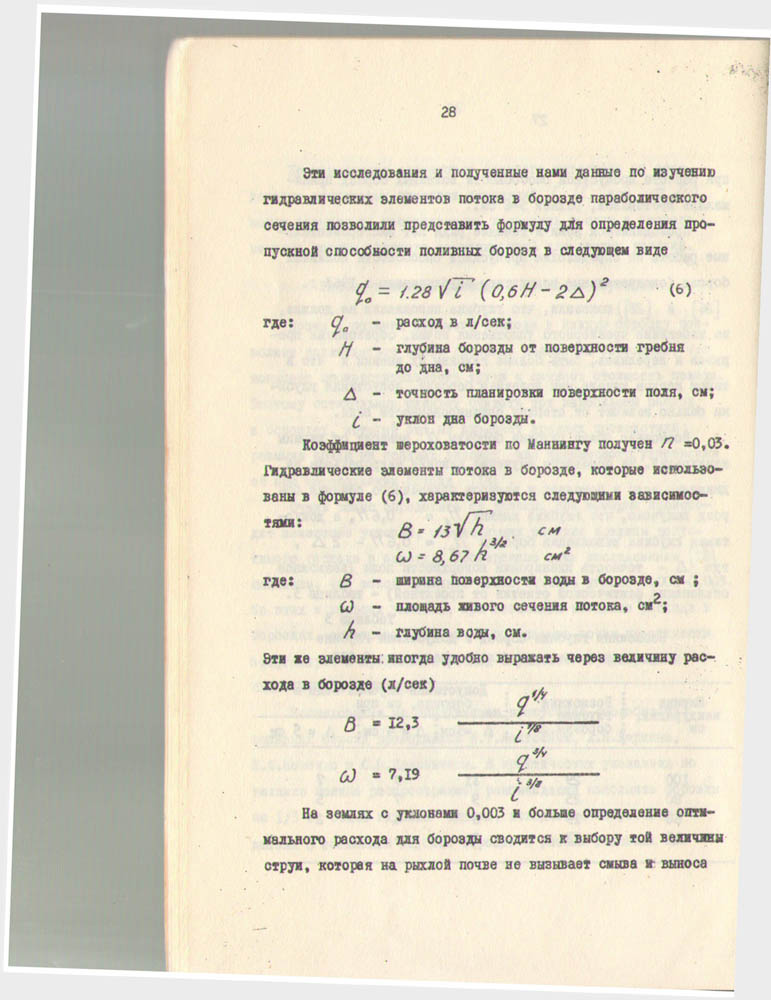 28
Эти исследования и полученные нами данные по изучению
гидравлических элементов потока в борозде параболического
сечения позволили представить формулу для определения про-
пускной способности поливных борозд в следующем виде
q₀ = 1.28 √i (0,6H - 2Δ)² (6)
где: q₀ - расход в л/сек;
H - глубина борозды от поверхности гребня
до дна, см;
Δ - точность планировки поверхности поля, см;
i - уклон дна борозды.
Коэффициент шероховатости по Маннингу получен n =0,03.
Гидравлические элементы потока в борозде, которые использо-
ваны в формуле (6), характеризуются следующими зависимос-
тями: B = 13√h см
ω = 8,67 h^3/2 см²
где: B - ширина поверхности воды в борозде, см ;
ω - площадь живого сечения потока, см²;
h - глубина воды, см.
Эти же элементы иногда удобно выражать через величину рас-
хода в борозде (л/сек)
q^1/4
B = 12,3
i^7/8
q^3/4
ω = 7,19
i^3/8
На землях с уклонами 0,003 и больше определение опти-
мального расхода для борозды сводится к выбору той величины
струи, которая на рыхлой почве не вызывает смыва и выноса